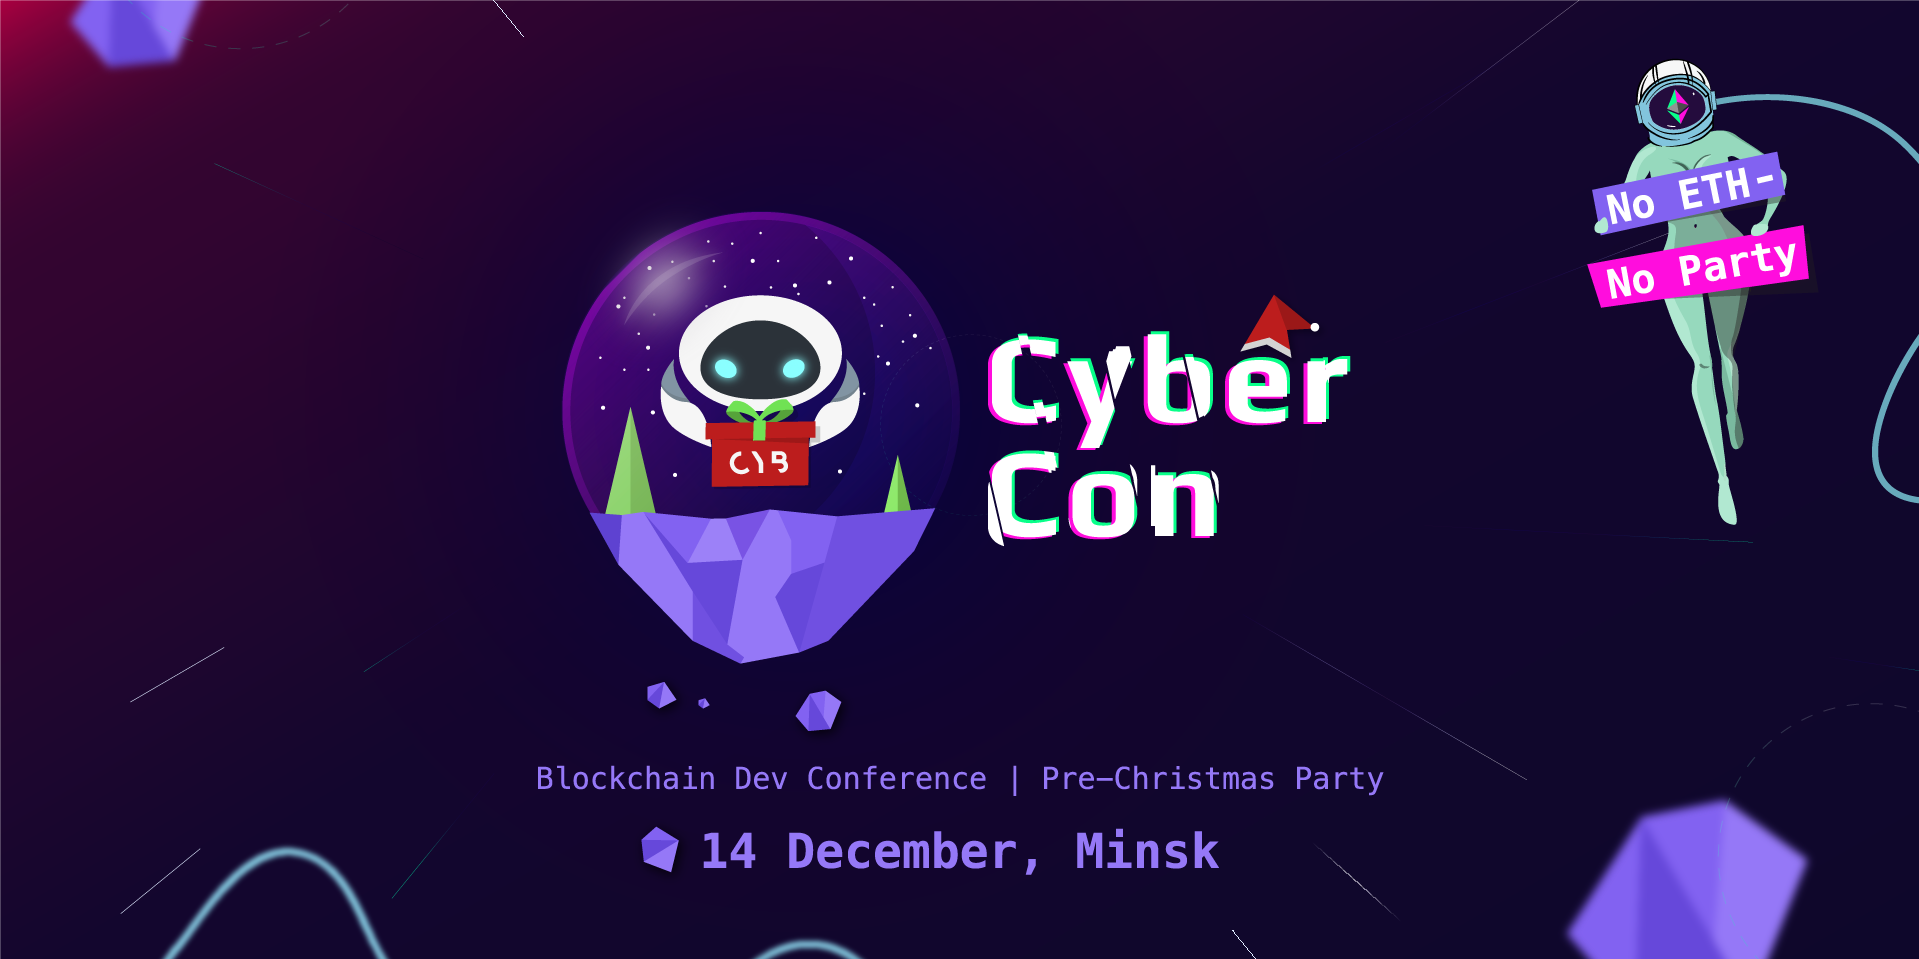 No ETH-
No Party
CYB
Cyber
Con
Blockchain Dev Conference | Pre–Christmas Party
14 December, Minsk